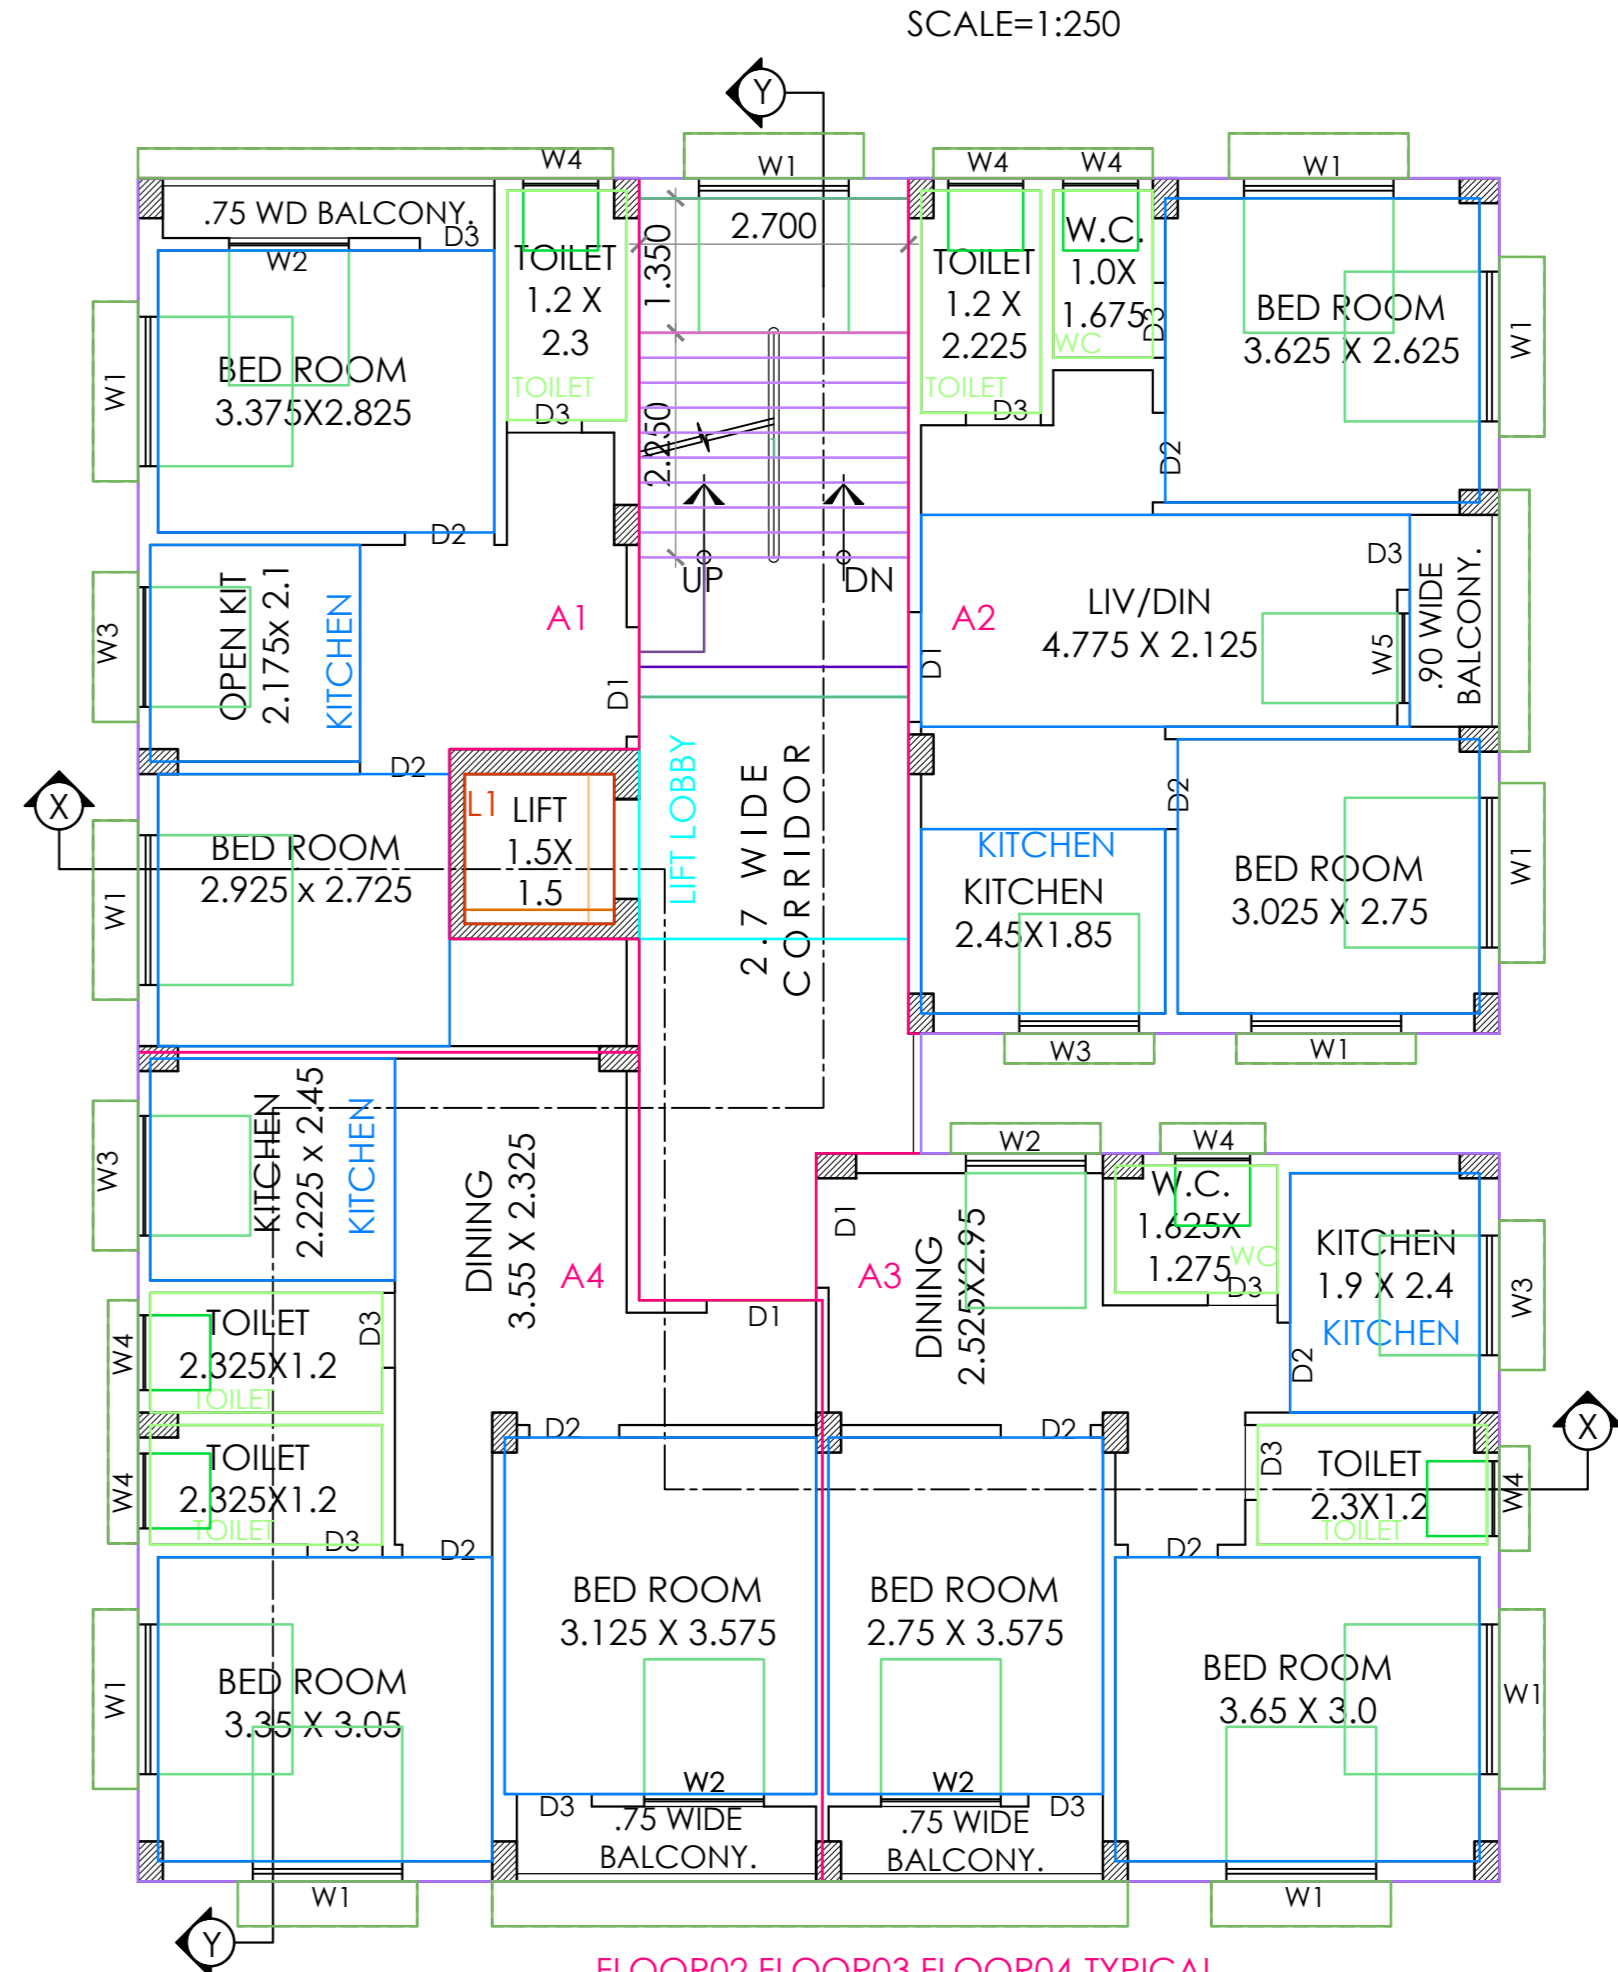 SCALE=1:250
Y
W4
W1
W4
W4
W1
.75 WD BALCONY.
D3
W2
TOILET
1.2 X
2.3
TOILET
D3
1.350
2.700
2.250
TOILET
1.2 X
2.225
TOILET
D3
W.C.
1.0X
1.675
WC
D3
BED ROOM
3.625 X 2.625
W1
D2
W1
BED ROOM
3.375X2.825
D2
UP
DN
W3
OPEN KIT
2.175x 2.1
KITCHEN
A1
D1
A2
D1
LIV/DIN
4.775 X 2.125
D3
W5
.90 WIDE
BALCONY.
D2
X
D2
W1
BED ROOM
2.925 x 2.725
L1
LIFT
1.5X
1.5
LIFT LOBBY
2.7 WIDE
CORRIDOR
KITCHEN
KITCHEN
2.45X1.85
D2
BED ROOM
3.025 X 2.75
W1
W3
W1
W3
KITCHEN
2.225 x 2.45
KITCHEN
DINING
3.55 X 2.325
A4
D1
W2
W4
D1
A3
DINING
2.525X2.95
W.C.
1.625X
1.275
WC
D3
KITCHEN
1.9 X 2.4
KITCHEN
W3
D2
W4
TOILET
2.325X1.2
TOILET
D3
W4
TOILET
2.325X1.2
TOILET
D3
D2
D2
D2
D3
TOILET
2.3X1.2
TOILET
W4
X
D2
W1
BED ROOM
3.35 X 3.05
BED ROOM
3.125 X 3.575
BED ROOM
2.75 X 3.575
BED ROOM
3.65 X 3.0
W1
W2
W2
D3
.75 WIDE
BALCONY.
.75 WIDE
BALCONY.
D3
W1
W1
Y
FLOOR02,FLOOR03,FLOOR04 TYPICAL